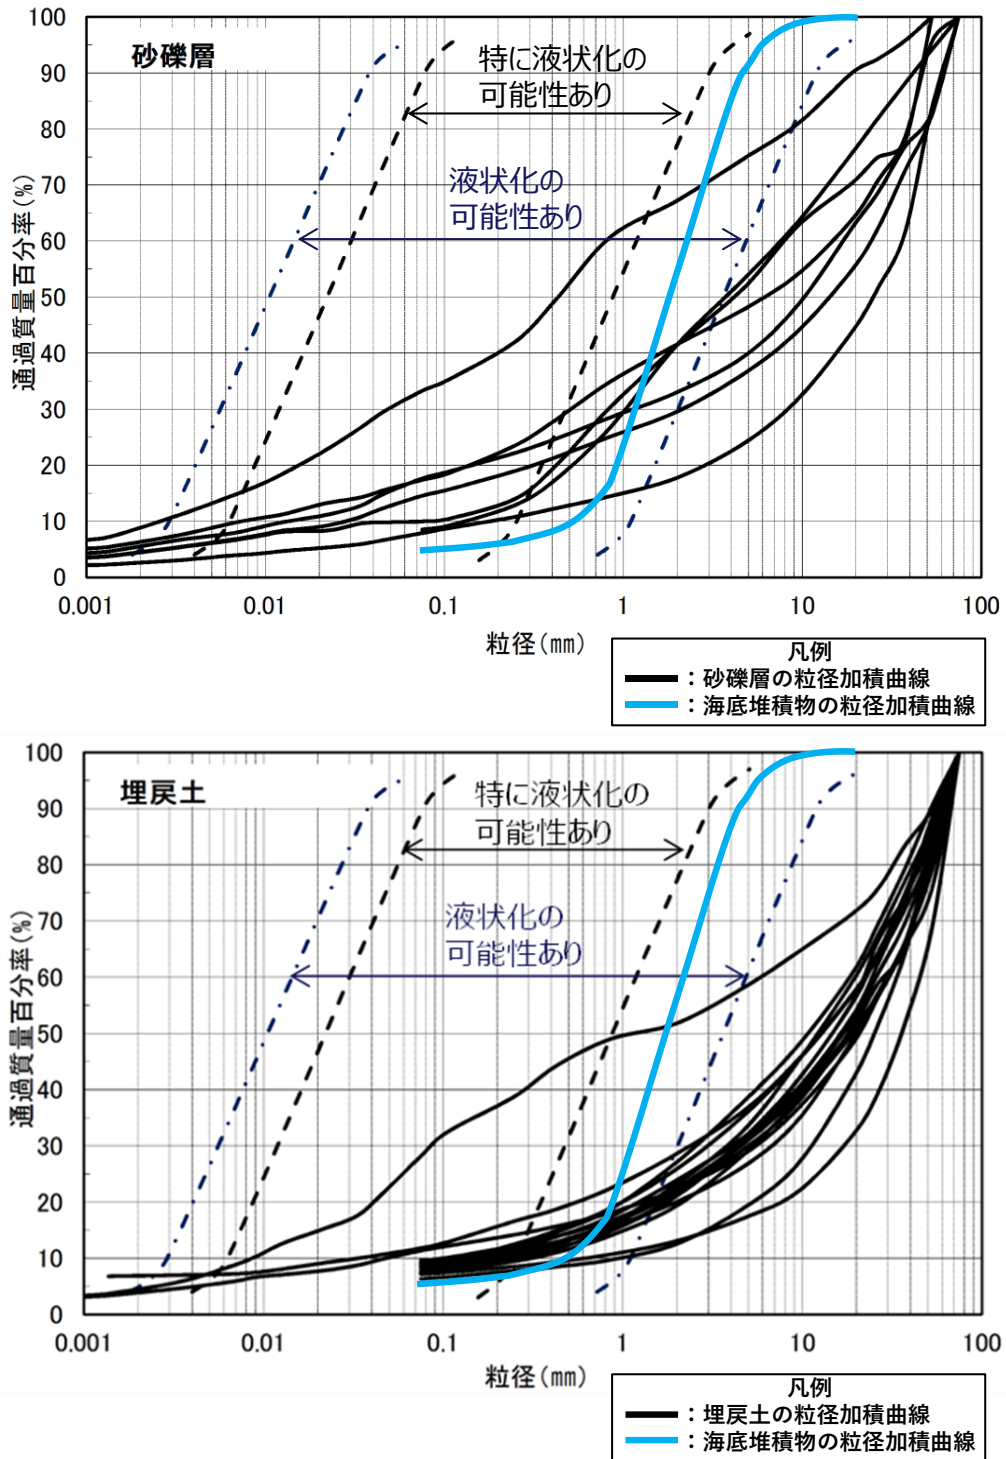 砂礫層
特に液状化の
可能性あり
液状化の
可能性あり
通過質量百分率(%)
100
90
80
70
60
50
40
30
20
10
0
0.001 0.01 0.1 1 10 100
粒径(mm)
凡例
：砂礫層の粒径加積曲線
：海底堆積物の粒径加積曲線
埋戻土
特に液状化の
可能性あり
液状化の
可能性あり
通過質量百分率(%)
100
90
80
70
60
50
40
30
20
10
0
0.001 0.01 0.1 1 10 100
粒径(mm)
凡例
：埋戻土の粒径加積曲線
：海底堆積物の粒径加積曲線